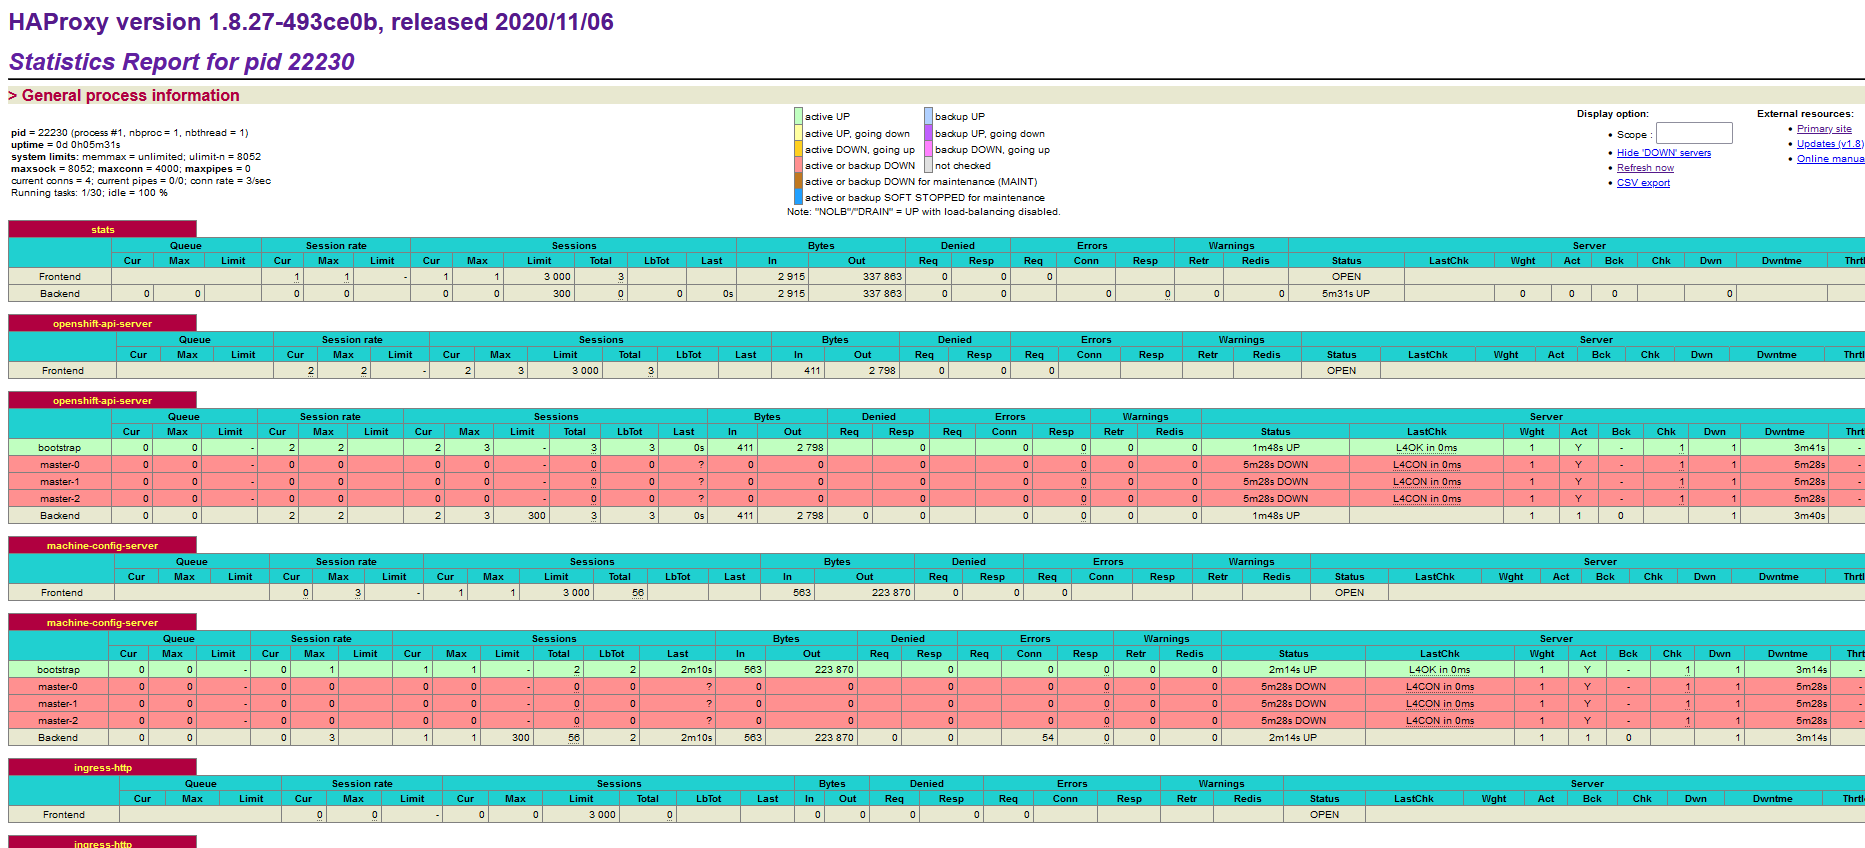 HAProxy version 1.8.27-493ce0b, released 2020/11/06
Statistics Report for pid 22230
> General process information
pid = 22230 (process #1, nbproc = 1, nbthread = 1)
uptime = 0d 0h05m31s
system limits: memmax = unlimited; ulimit-n = 8052
maxsock = 8052; maxconn = 4000; maxpipes = 0
current conns = 4; current pipes = 0/0; conn rate = 3/sec
Running tasks: 1/30; idle = 100 %
active UP backup UP
active UP, going down backup UP, going down
active DOWN, going up backup DOWN, going up
active or backup DOWN not checked
active or backup DOWN for maintenance (MAINT)
active or backup SOFT STOPPED for maintenance
Note: "NOLB"/"DRAIN" = UP with load-balancing disabled.
Display option:
• Scope :
• Hide 'DOWN' servers
• Refresh now
• CSV export
External resources:
• Primary site
• Updates (v1.8)
• Online manua
stats
Queue Session rate Sessions Bytes Denied Errors Warnings Server
Cur Max Limit Cur Max Limit Cur Max Limit Total LbTot Last In Out Req Resp Req Conn Resp Retr Redis Status LastChk Wght Act Bck Chk Dwn Dwntme Thrtl
Frontend 1 1 - 1 1 3 000 3 2 915 337 863 0 0 0 OPEN
Backend 0 0 0 0 0 0 300 0 0 0s 2 915 337 863 0 0 0 0 0 0 5m31s UP 0 0 0 0
openshift-api-server
Queue Session rate Sessions Bytes Denied Errors Warnings Server
Cur Max Limit Cur Max Limit Cur Max Limit Total LbTot Last In Out Req Resp Req Conn Resp Retr Redis Status LastChk Wght Act Bck Chk Dwn Dwntme Thrtl
Frontend 2 2 - 2 3 3 000 3 411 2 798 0 0 0 OPEN
openshift-api-server
Queue Session rate Sessions Bytes Denied Errors Warnings Server
Cur Max Limit Cur Max Limit Cur Max Limit Total LbTot Last In Out Req Resp Req Conn Resp Retr Redis Status LastChk Wght Act Bck Chk Dwn Dwntme Thrt
bootstrap 0 0 - 2 2 2 3 - 3 3 0s 411 2 798 0 0 0 0 0 1m48s UP L4OK in 0ms 1 Y - 1 1 3m41s -
master-0 0 0 - 0 0 0 0 - 0 0 ? 0 0 0 0 0 0 0 5m28s DOWN L4CON in 0ms 1 Y - 1 1 5m28s -
master-1 0 0 - 0 0 0 0 - 0 0 ? 0 0 0 0 0 0 0 5m28s DOWN L4CON in 0ms 1 Y - 1 1 5m28s -
master-2 0 0 - 0 0 0 0 - 0 0 ? 0 0 0 0 0 0 0 5m28s DOWN L4CON in 0ms 1 Y - 1 1 5m28s -
Backend 0 0 2 2 2 3 300 3 3 0s 411 2 798 0 0 0 0 0 0 1m48s UP 1 1 0 1 3m40s
machine-config-server
Queue Session rate Sessions Bytes Denied Errors Warnings Server
Cur Max Limit Cur Max Limit Cur Max Limit Total LbTot Last In Out Req Resp Req Conn Resp Retr Redis Status LastChk Wght Act Bck Chk Dwn Dwntme Thrtl
Frontend 0 3 - 1 1 3 000 56 563 223 870 0 0 0 OPEN
machine-config-server
Queue Session rate Sessions Bytes Denied Errors Warnings Server
Cur Max Limit Cur Max Limit Cur Max Limit Total LbTot Last In Out Req Resp Req Conn Resp Retr Redis Status LastChk Wght Act Bck Chk Dwn Dwntme Thrt
bootstrap 0 0 - 0 1 1 1 - 2 2 2m10s 563 223 870 0 0 0 0 0 2m14s UP L4OK in 0ms 1 Y - 1 1 3m14s -
master-0 0 0 - 0 0 0 0 - 0 0 ? 0 0 0 0 0 0 0 5m28s DOWN L4CON in 0ms 1 Y - 1 1 5m28s -
master-1 0 0 - 0 0 0 0 - 0 0 ? 0 0 0 0 0 0 0 5m28s DOWN L4CON in 0ms 1 Y - 1 1 5m28s -
master-2 0 0 - 0 0 0 0 - 0 0 ? 0 0 0 0 0 0 0 5m28s DOWN L4CON in 0ms 1 Y - 1 1 5m28s -
Backend 0 0 0 3 1 1 300 56 2 2m10s 563 223 870 0 0 54 0 0 0 2m14s UP 1 1 0 1 3m14s
ingress-http
Queue Session rate Sessions Bytes Denied Errors Warnings Server
Cur Max Limit Cur Max Limit Cur Max Limit Total LbTot Last In Out Req Resp Req Conn Resp Retr Redis Status LastChk Wght Act Bck Chk Dwn Dwntme Thrtl
Frontend 0 0 - 0 0 3 000 0 0 0 0 0 0 OPEN
ingress-http